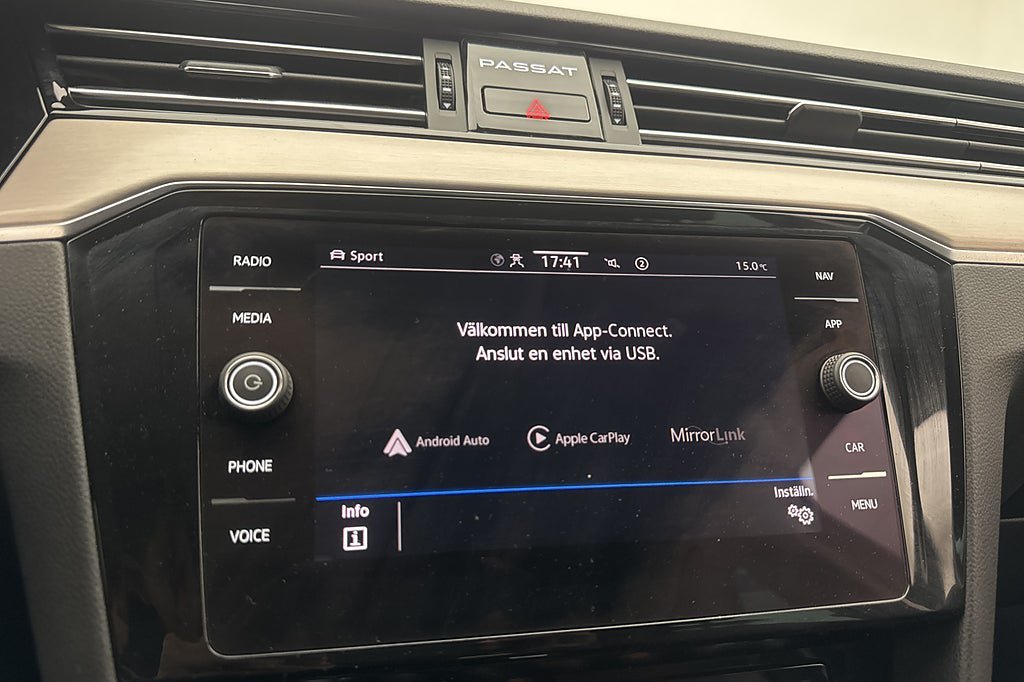 PASSAT
RADIO
MEDIA
PHONE
VOICE
Sport
17:41
2
15.0°C
Välkommen till App-Connect.
Anslut en enhet via USB.
Android Auto
Apple CarPlay
MirrorLink
Info
i
Inställn.
NAV
APP
CAR
MENU